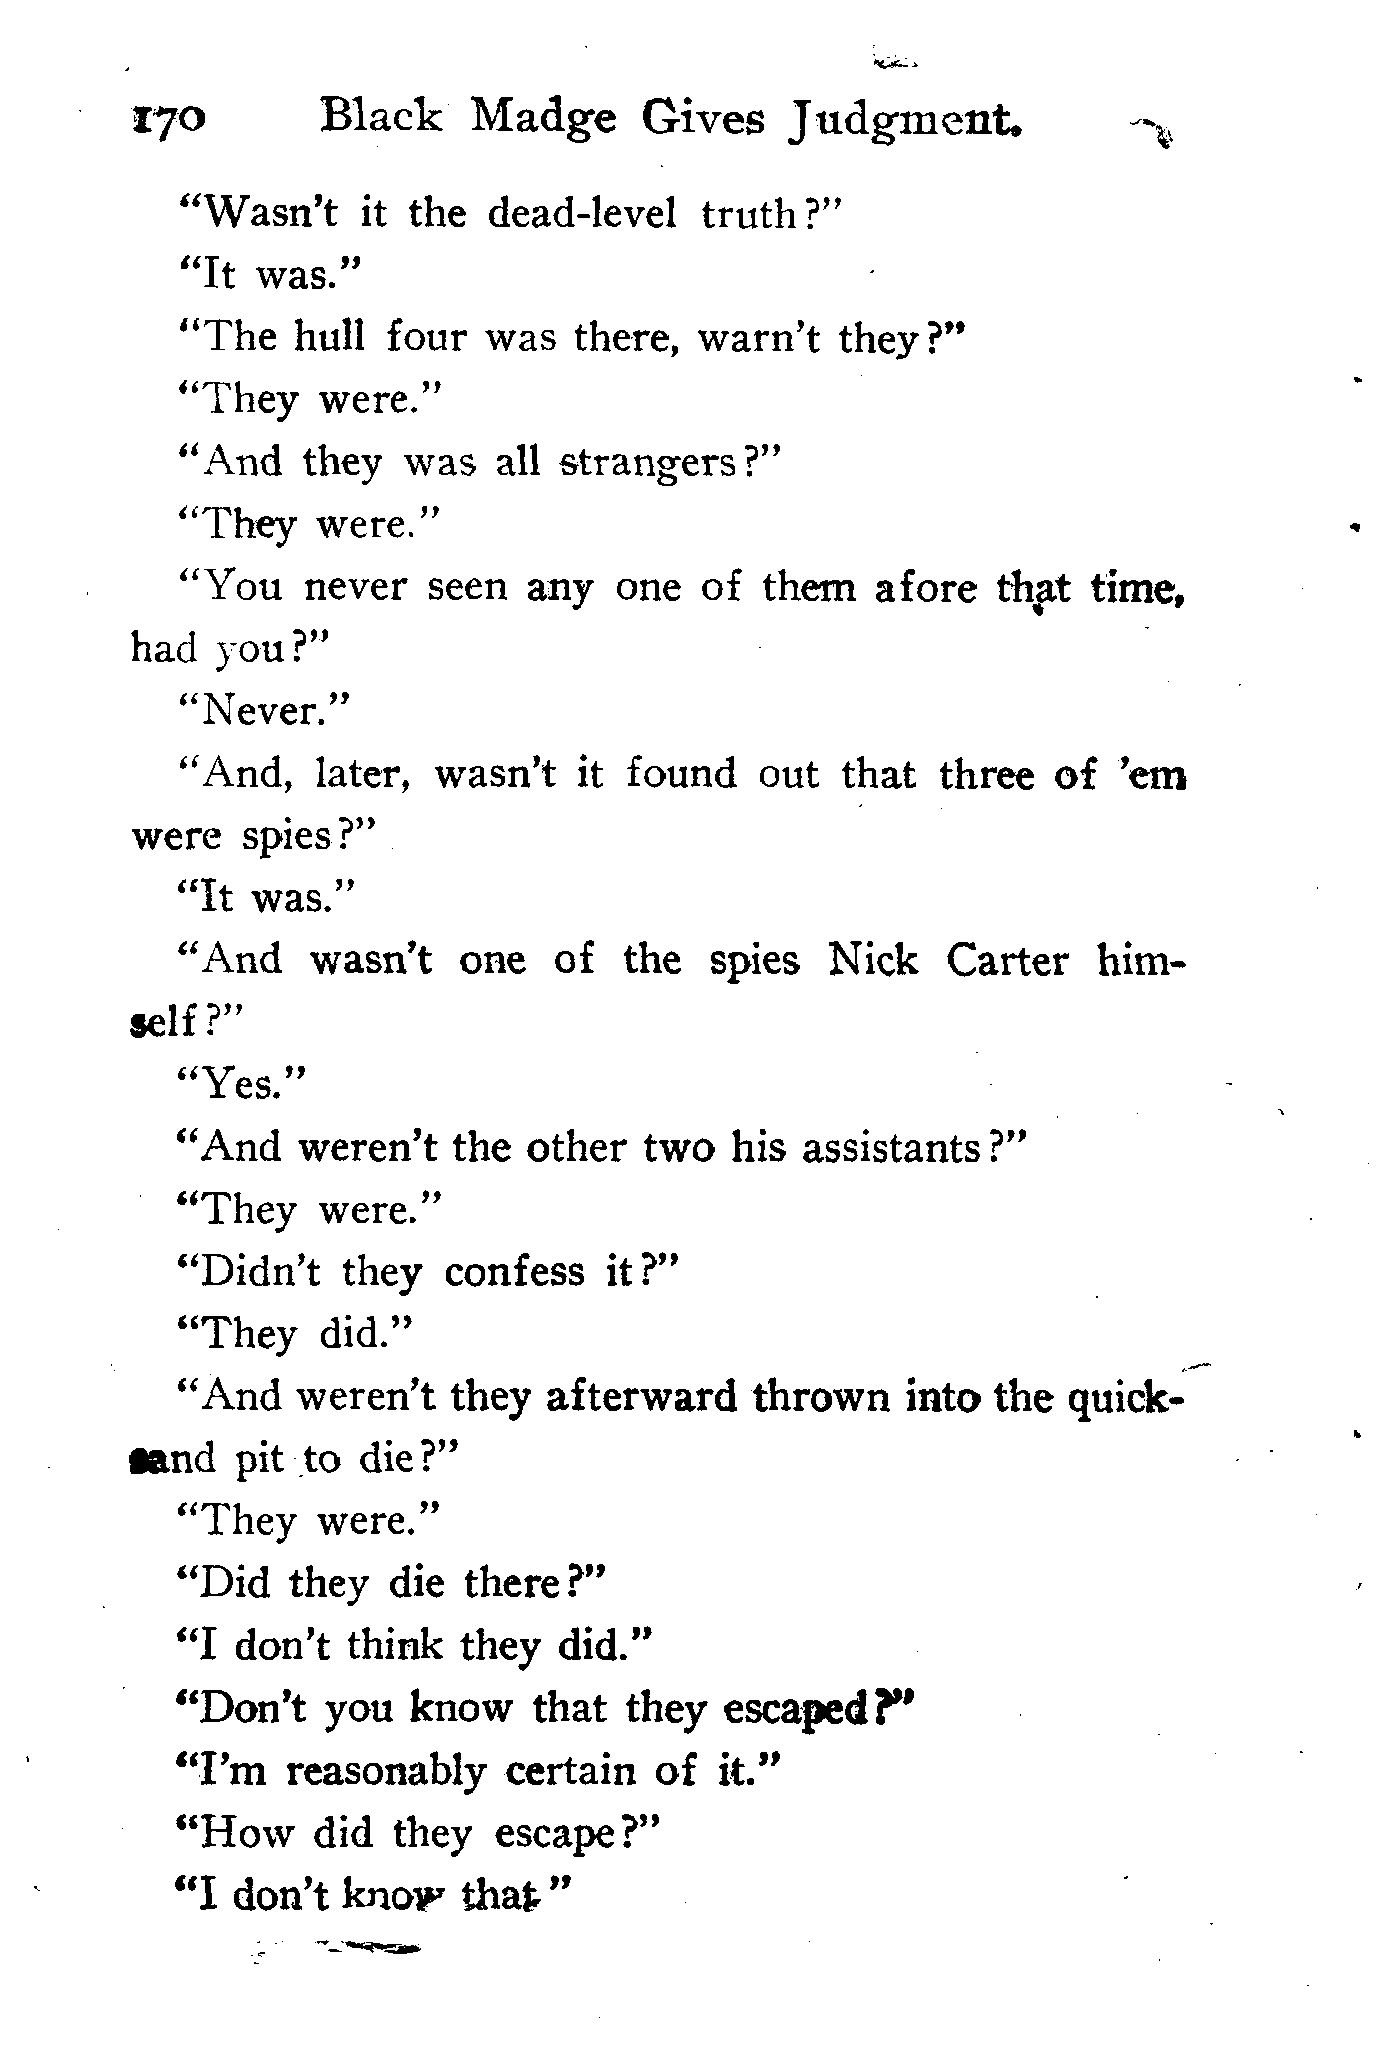 170 Black Madge Gives Judgment.
"Wasn't it the dead-level truth?"
"It was."
"The hull four was there, warn't they?"
"They were."
"And they was all strangers?"
"They were."
"You never seen any one of them afore that time,
had you?"
"Never."
"And, later, wasn't it found out that three of 'em
were spies?"
"It was."
"And wasn't one of the spies Nick Carter him-
self?"
"Yes."
"And weren't the other two his assistants?"
"They were."
"Didn't they confess it?"
"They did."
"And weren't they afterward thrown into the quick-
sand pit to die?"
"They were."
"Did they die there?"
"I don't think they did."
"Don't you know that they escaped?"
"I'm reasonably certain of it."
"How did they escape?"
"I don't know that"